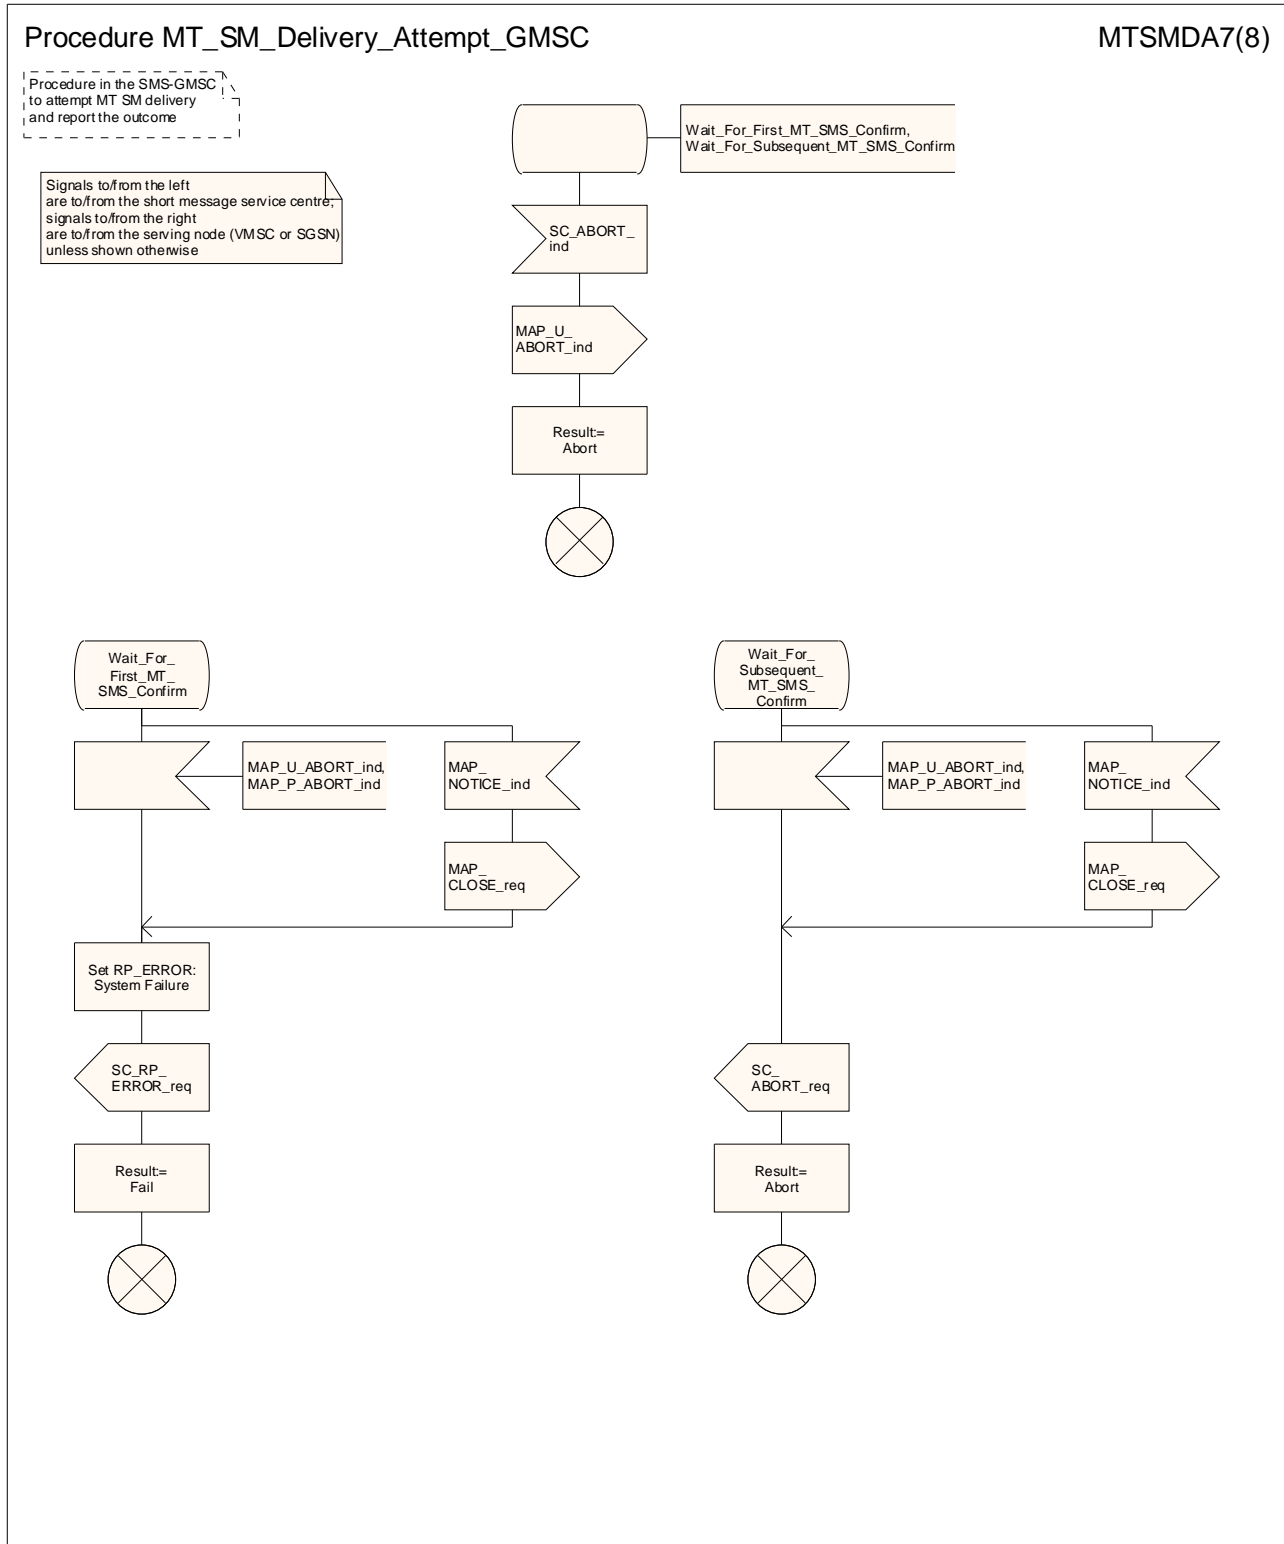 Procedure MT_SM_Delivery_Attempt_GMSC
MTSMDA7(8)
Procedure in the SMS-GMSC
to attempt MT SM delivery
and report the outcome
Signals to/from the left
are to/from the short message service centre;
signals to/from the right
are to/from the serving node (VMSC or SGSN)
unless shown otherwise
Wait_For_First_MT_SMS_Confirm,
Wait_For_Subsequent_MT_SMS_Confirm
SC_ABORT_
ind
MAP_U_
ABORT_ind
Result:=
Abort
Wait_For_
First_MT_
SMS_Confirm
MAP_U_ABORT_ind,
MAP_P_ABORT_ind
MAP_
NOTICE_ind
MAP_
CLOSE_req
Set RP_ERROR:
System Failure
SC_RP_
ERROR_req
Result:=
Fail
Wait_For_
Subsequent_
MT_SMS_
Confirm
MAP_U_ABORT_ind,
MAP_P_ABORT_ind
MAP_
NOTICE_ind
MAP_
CLOSE_req
SC_
ABORT_req
Result:=
Abort